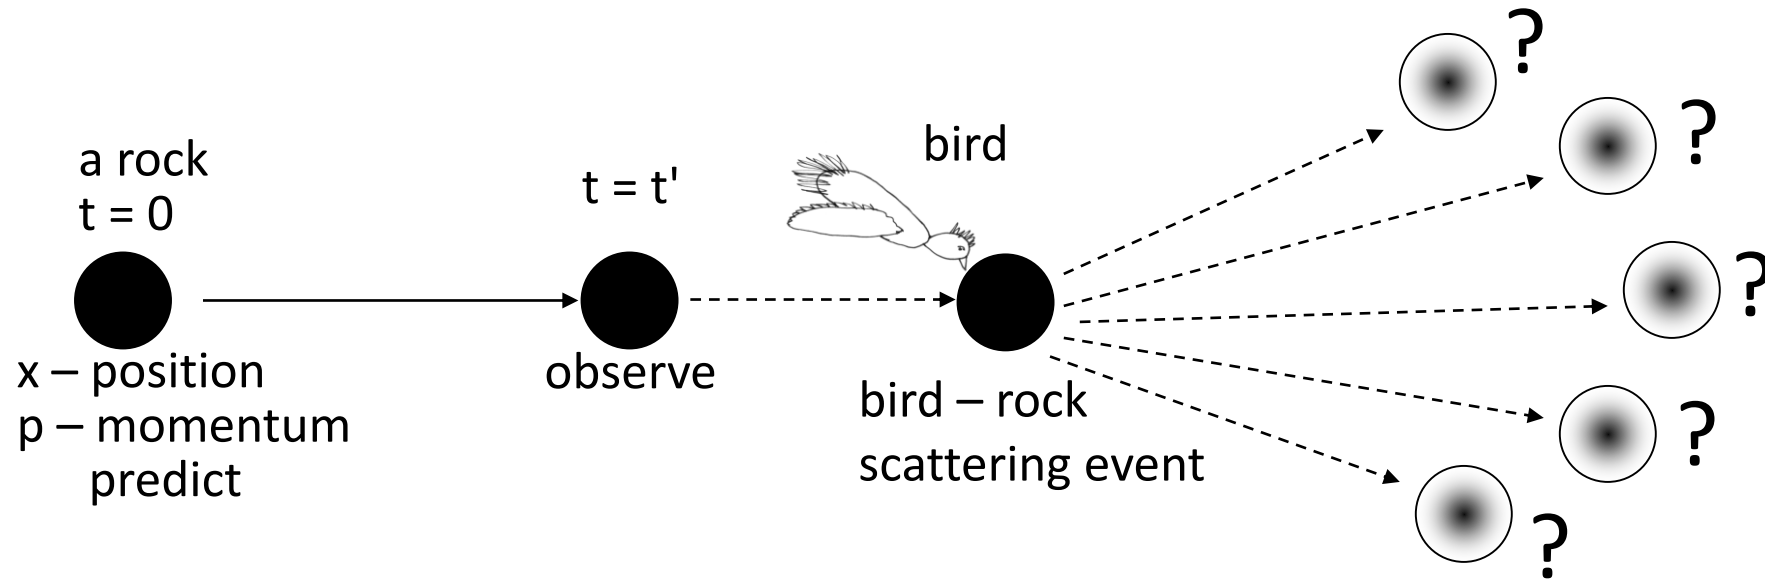 a rock
t = 0
x – position
p – momentum
predict
t = t'
observe
bird
bird – rock
scattering event
?
?
?
?
?